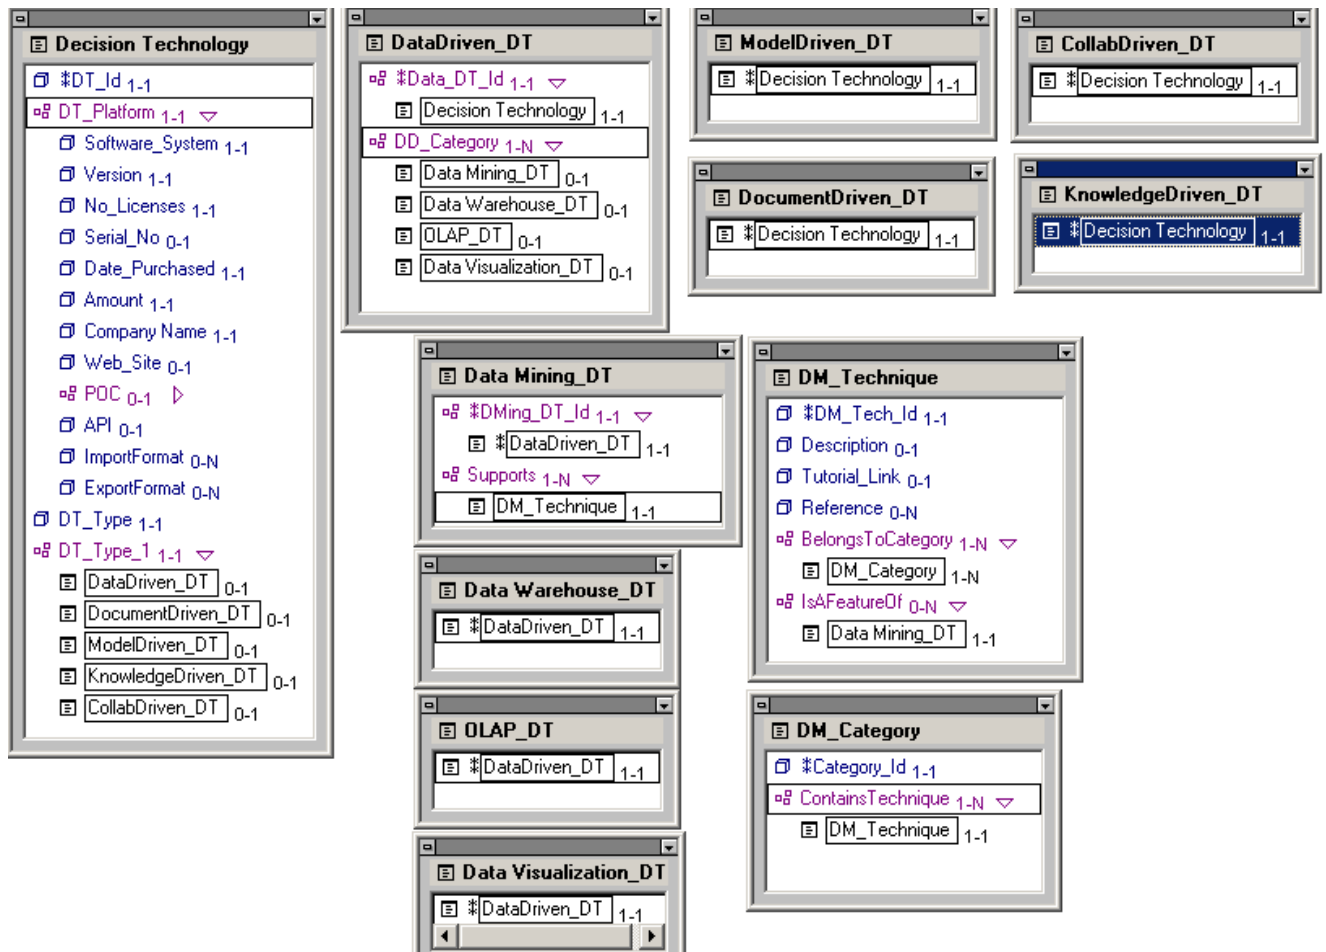 Decision Technology
‡DT_Id 1-1
DT_Platform 1-1
Software_System 1-1
Version 1-1
No_Licenses 1-1
Serial_No 0-1
Date_Purchased 1-1
Amount 1-1
Company Name 1-1
Web_Site 0-1
POC 0-1
API 0-1
ImportFormat 0-N
ExportFormat 0-N
DT_Type 1-1
DT_Type_1 1-1
DataDriven_DT 0-1
DocumentDriven_DT 0-1
ModelDriven_DT 0-1
KnowledgeDriven_DT 0-1
CollabDriven_DT 0-1
DataDriven_DT
‡Data_DT_Id 1-1
Decision Technology 1-1
DD_Category 1-N
Data Mining_DT 0-1
Data Warehouse_DT 0-1
OLAP_DT 0-1
Data Visualization_DT 0-1
ModelDriven_DT
‡Decision Technology 1-1
CollabDriven_DT
‡Decision Technology 1-1
DocumentDriven_DT
‡Decision Technology 1-1
KnowledgeDriven_DT
‡Decision Technology 1-1
Data Mining_DT
‡DMing_DT_Id 1-1
‡DataDriven_DT 1-1
Supports 1-N
DM_Technique 1-1
DM_Technique
‡DM_Tech_Id 1-1
Description 0-1
Tutorial_Link 0-1
Reference 0-N
BelongsToCategory 1-N
DM_Category 1-N
IsAFeatureOf 0-N
Data Mining_DT 1-1
Data Warehouse_DT
‡DataDriven_DT 1-1
OLAP_DT
‡DataDriven_DT 1-1
DM_Category
‡Category_Id 1-1
ContainsTechnique 1-N
DM_Technique 1-1
Data Visualization_DT
‡DataDriven_DT 1-1